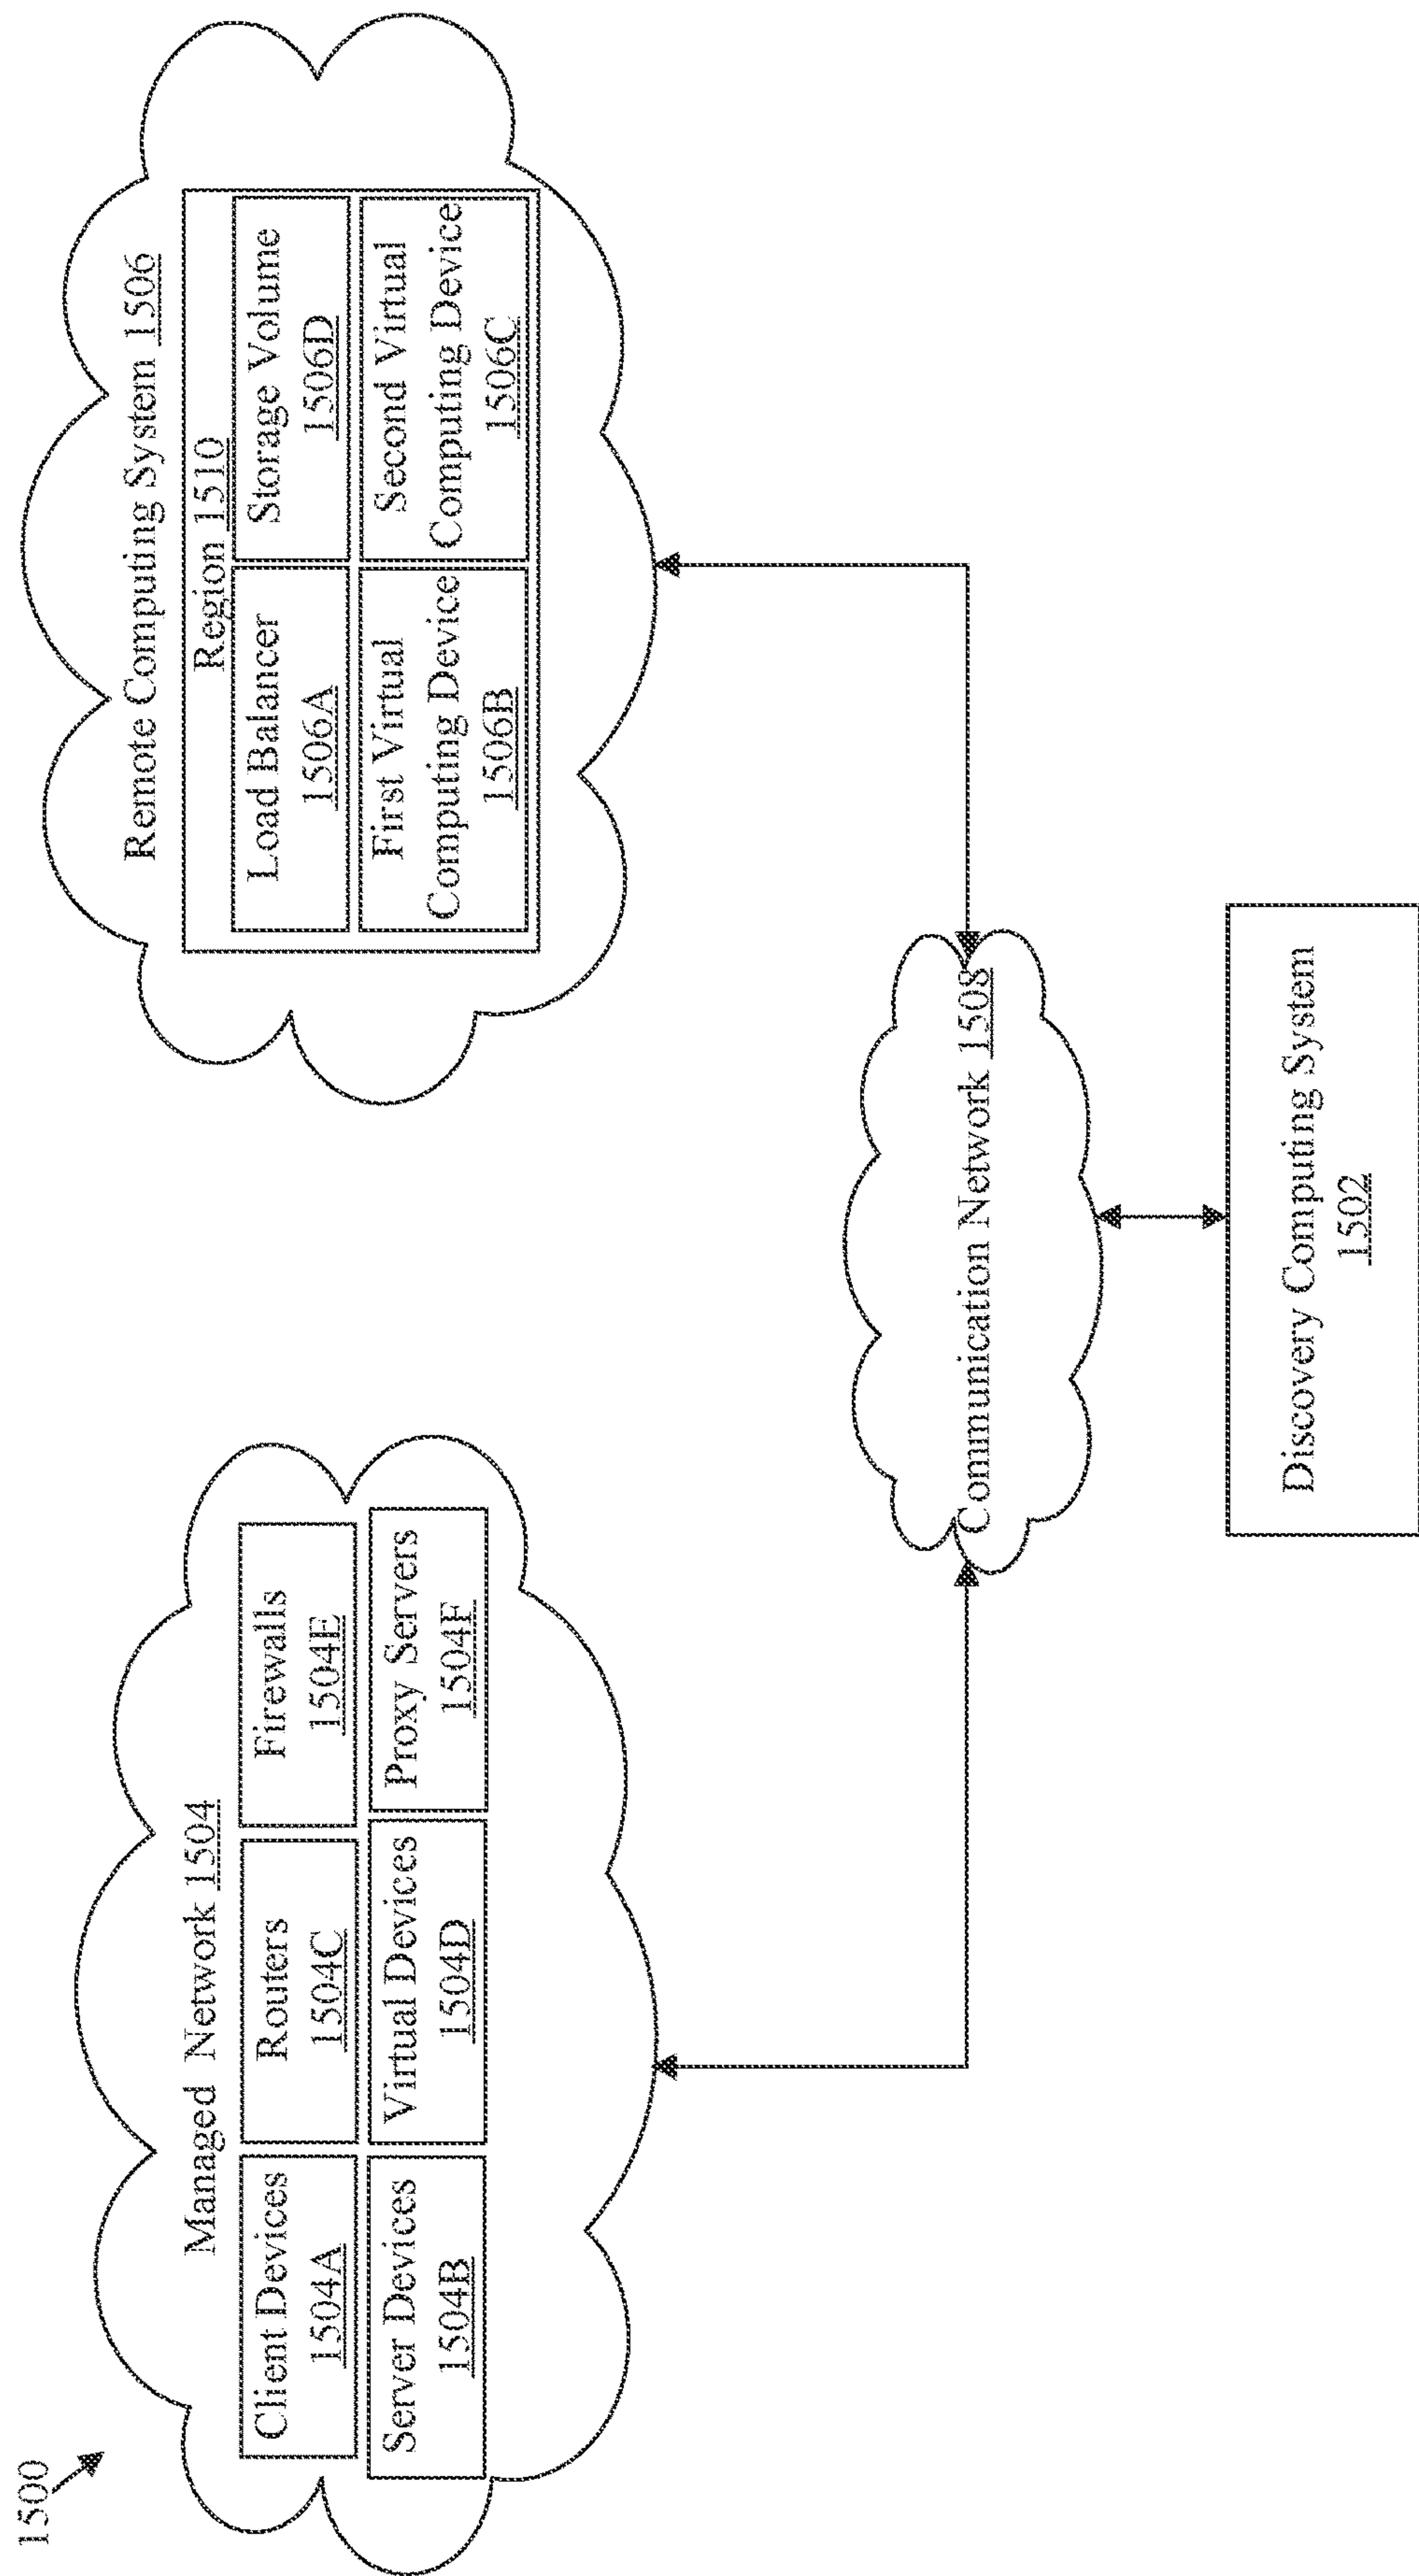 1500
Managed Network 1504
Client Devices
1504A
Routers
1504C
Firewalls
1504E
Server Devices
1504B
Virtual Devices
1504D
Proxy Servers
1504F
Remote Computing System 1506
Region 1510
Load Balancer
1506A
Storage Volume
1506D
First Virtual
Computing Device
1506B
Second Virtual
Computing Device
1506C
Communication Network 1508
Discovery Computing System
1502